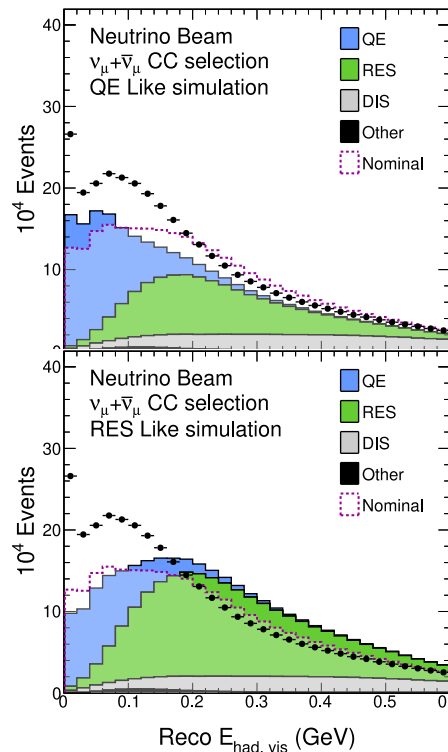 40
30
20
10
0
10⁴ Events
Neutrino Beam
νμ+ν̄μ CC selection
QE Like simulation
QE
RES
DIS
Other
Nominal
40
30
20
10
0
10⁴ Events
Neutrino Beam
νμ+ν̄μ CC selection
RES Like simulation
QE
RES
DIS
Other
Nominal
0 0.1 0.2 0.3 0.4 0.5
Reco E_had, vis (GeV)